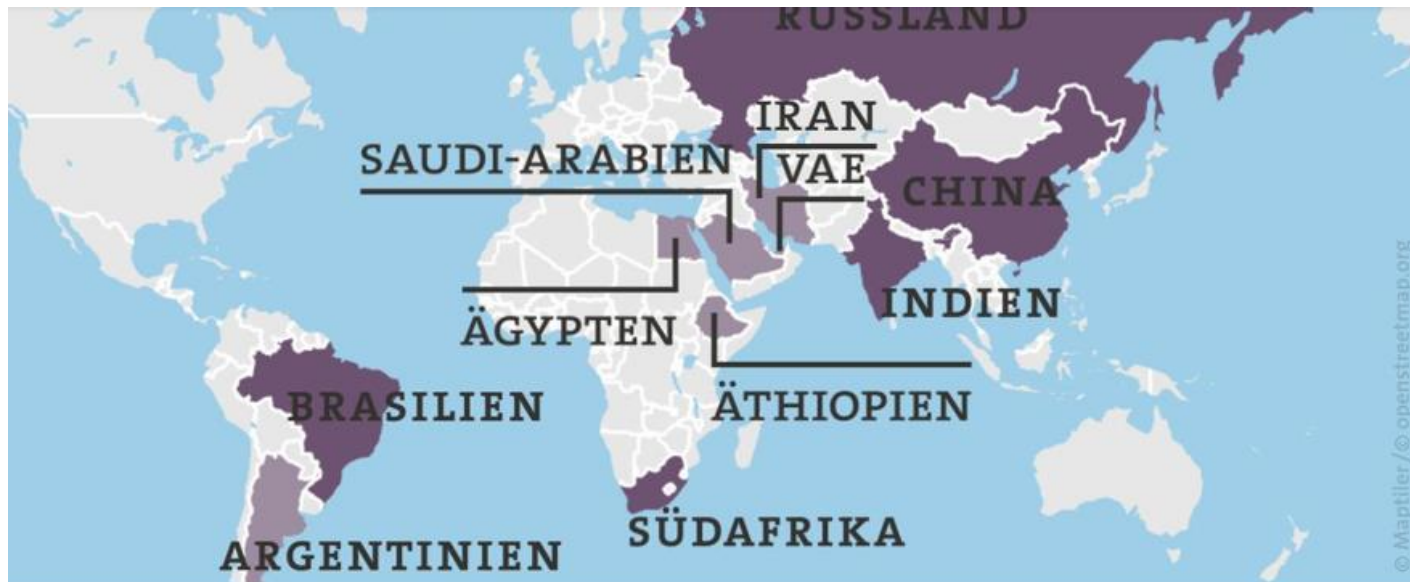 RUSSLAND
IRAN
SAUDI-ARABIEN
VAE
CHINA
INDIEN
ÄGYPTEN
BRASILIEN
ÄTHIOPIEN
SÜDAFRIKA
ARGENTINIEN
© Maptiler/© openstreetmap.org